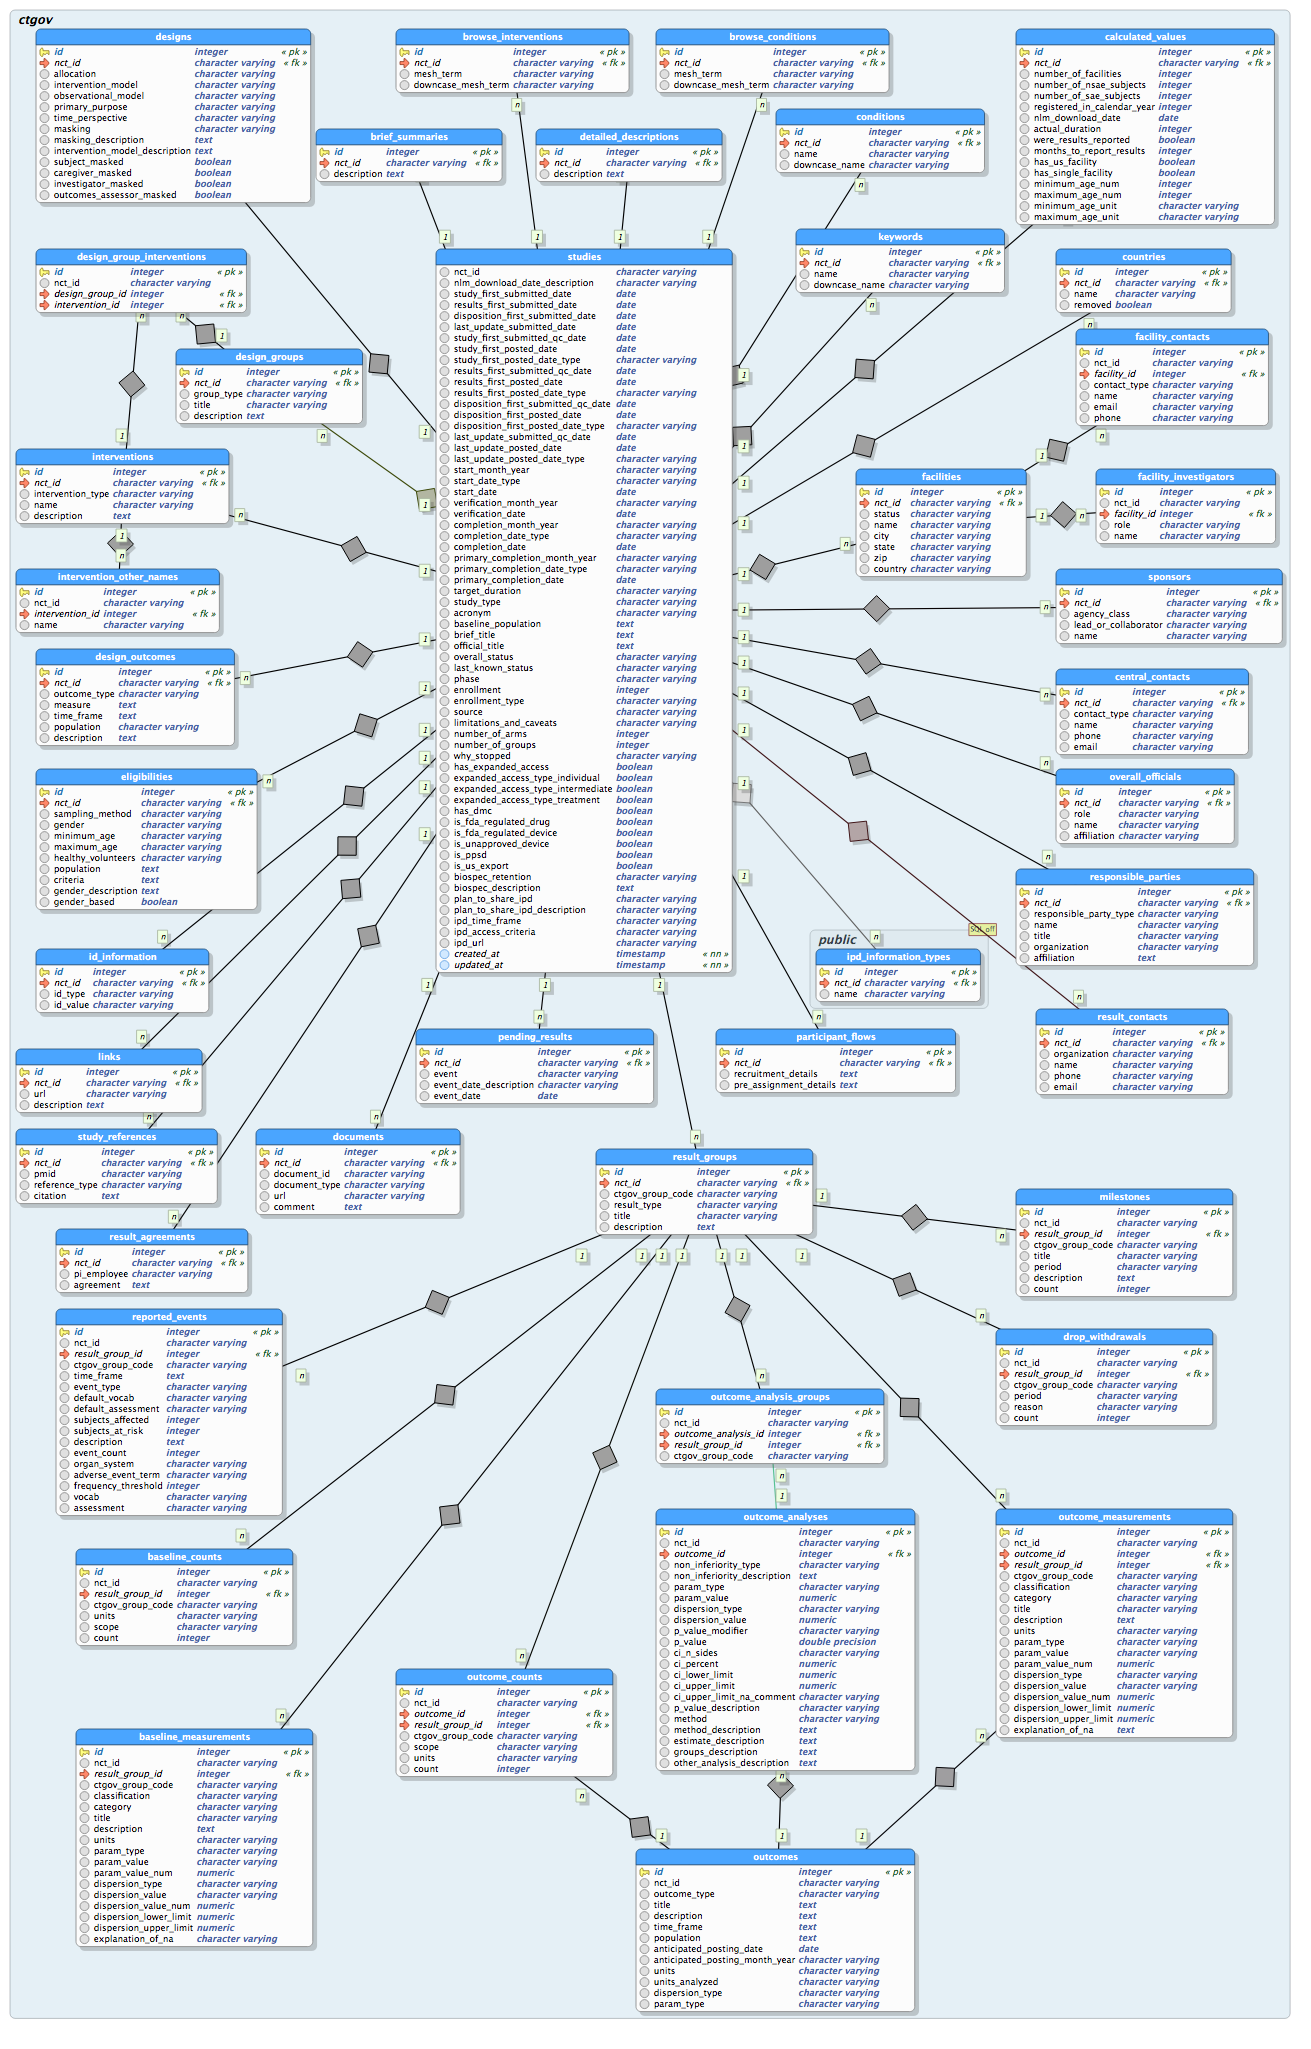 ctgov
designs
id integer « pk »
nct_id character varying « fk »
allocation character varying
intervention_model character varying
observational_model character varying
primary_purpose character varying
time_perspective character varying
masking character varying
masking_description text
intervention_model_description text
subject_masked boolean
caregiver_masked boolean
investigator_masked boolean
outcomes_assessor_masked boolean
browse_interventions
id integer « pk »
nct_id character varying « fk »
mesh_term character varying
downcase_mesh_term character varying
browse_conditions
id integer « pk »
nct_id character varying « fk »
mesh_term character varying
downcase_mesh_term character varying
calculated_values
id integer « pk »
nct_id character varying « fk »
number_of_facilities integer
number_of_nsae_subjects integer
number_of_sae_subjects integer
registered_in_calendar_year integer
nlm_download_date date
actual_duration integer
were_results_reported boolean
months_to_report_results integer
has_us_facility boolean
has_single_facility boolean
minimum_age_num integer
maximum_age_num integer
minimum_age_unit character varying
maximum_age_unit character varying
brief_summaries
id integer « pk »
nct_id character varying « fk »
description text
detailed_descriptions
id integer « pk »
nct_id character varying « fk »
description text
conditions
id integer « pk »
nct_id character varying « fk »
name character varying
downcase_name character varying
keywords
id integer « pk »
nct_id character varying « fk »
name character varying
downcase_name character varying
countries
id integer « pk »
nct_id character varying « fk »
name character varying
removed boolean
design_group_interventions
id integer « pk »
nct_id character varying
design_group_id integer « fk »
intervention_id integer « fk »
design_groups
id integer « pk »
nct_id character varying « fk »
group_type character varying
title character varying
description text
studies
nct_id character varying
nlm_download_date_description character varying
study_first_submitted_date date
results_first_submitted_date date
disposition_first_submitted_date date
last_update_submitted_date date
study_first_submitted_qc_date date
study_first_posted_date date
study_first_posted_date_type character varying
results_first_submitted_qc_date date
results_first_posted_date date
results_first_posted_date_type character varying
disposition_first_submitted_qc_date date
disposition_first_posted_date date
disposition_first_posted_date_type character varying
last_update_submitted_qc_date date
last_update_posted_date date
last_update_posted_date_type character varying
start_month_year character varying
start_date_type character varying
start_date date
verification_month_year character varying
verification_date date
completion_month_year character varying
completion_date_type character varying
completion_date date
primary_completion_month_year character varying
primary_completion_date_type character varying
primary_completion_date date
target_duration character varying
study_type character varying
acronym character varying
baseline_population text
brief_title text
official_title text
overall_status character varying
last_known_status character varying
phase character varying
enrollment integer
enrollment_type character varying
source character varying
limitations_and_caveats character varying
number_of_arms integer
number_of_groups integer
why_stopped character varying
has_expanded_access boolean
expanded_access_type_individual boolean
expanded_access_type_intermediate boolean
expanded_access_type_treatment boolean
has_dmc boolean
is_fda_regulated_drug boolean
is_fda_regulated_device boolean
is_unapproved_device boolean
is_ppsd boolean
is_us_export boolean
biospec_retention character varying
biospec_description text
plan_to_share_ipd character varying
plan_to_share_ipd_description character varying
ipd_time_frame character varying
ipd_access_criteria character varying
ipd_url character varying
created_at timestamp « nn »
updated_at timestamp « nn »
facility_contacts
id integer « pk »
nct_id character varying
facility_id integer « fk »
contact_type character varying
name character varying
email character varying
phone character varying
interventions
id integer « pk »
nct_id character varying « fk »
intervention_type character varying
name character varying
description text
facilities
id integer « pk »
nct_id character varying « fk »
status character varying
name character varying
city character varying
state character varying
zip character varying
country character varying
facility_investigators
id integer « pk »
nct_id character varying
facility_id integer « fk »
role character varying
name character varying
intervention_other_names
id integer « pk »
nct_id character varying
intervention_id integer « fk »
name character varying
sponsors
id integer « pk »
nct_id character varying « fk »
agency_class character varying
lead_or_collaborator character varying
name character varying
design_outcomes
id integer « pk »
nct_id character varying « fk »
outcome_type character varying
measure text
time_frame text
population character varying
description text
central_contacts
id integer « pk »
nct_id character varying « fk »
contact_type character varying
name character varying
phone character varying
email character varying
eligibilities
id integer « pk »
nct_id character varying « fk »
sampling_method character varying
gender character varying
minimum_age character varying
maximum_age character varying
healthy_volunteers character varying
population text
criteria text
gender_description text
gender_based boolean
overall_officials
id integer « pk »
nct_id character varying « fk »
role character varying
name character varying
affiliation character varying
responsible_parties
id integer « pk »
nct_id character varying « fk »
responsible_party_type character varying
name character varying
title character varying
organization character varying
affiliation text
SQL off
public
ipd_information_types
id integer « pk »
nct_id character varying « fk »
name character varying
id_information
id integer « pk »
nct_id character varying « fk »
id_type character varying
id_value character varying
result_contacts
id integer « pk »
nct_id character varying « fk »
organization character varying
name character varying
phone character varying
email character varying
pending_results
id integer « pk »
nct_id character varying « fk »
event character varying
event_date_description character varying
event_date date
participant_flows
id integer « pk »
nct_id character varying « fk »
recruitment_details text
pre_assignment_details text
links
id integer « pk »
nct_id character varying « fk »
url character varying
description text
study_references
id integer « pk »
nct_id character varying « fk »
pmid character varying
reference_type character varying
citation text
documents
id integer « pk »
nct_id character varying « fk »
document_id character varying
document_type character varying
url character varying
comment text
result_groups
id integer « pk »
nct_id character varying « fk »
ctgov_group_code character varying
result_type character varying
title character varying
description text
milestones
id integer « pk »
nct_id character varying
result_group_id integer « fk »
ctgov_group_code character varying
title character varying
period character varying
description text
count integer
result_agreements
id integer « pk »
nct_id character varying « fk »
pi_employee character varying
agreement text
reported_events
id integer « pk »
nct_id character varying
result_group_id integer « fk »
ctgov_group_code character varying
time_frame text
event_type character varying
default_vocab character varying
default_assessment character varying
subjects_affected integer
subjects_at_risk integer
description text
event_count integer
organ_system character varying
adverse_event_term character varying
frequency_threshold integer
vocab character varying
assessment character varying
drop_withdrawals
id integer « pk »
nct_id character varying
result_group_id integer « fk »
ctgov_group_code character varying
period character varying
reason character varying
count integer
outcome_analysis_groups
id integer « pk »
nct_id character varying
outcome_analysis_id integer « fk »
result_group_id integer « fk »
ctgov_group_code character varying
outcome_analyses
id integer « pk »
nct_id character varying
outcome_id integer « fk »
non_inferiority_type character varying
non_inferiority_description text
param_type character varying
param_value numeric
dispersion_type character varying
dispersion_value numeric
p_value_modifier character varying
p_value double precision
ci_n_sides character varying
ci_percent numeric
ci_lower_limit numeric
ci_upper_limit numeric
ci_upper_limit_na_comment character varying
p_value_description character varying
method character varying
method_description text
estimate_description text
groups_description text
other_analysis_description text
outcome_measurements
id integer « pk »
nct_id character varying
outcome_id integer « fk »
result_group_id integer « fk »
ctgov_group_code character varying
classification character varying
category character varying
title character varying
description text
units character varying
param_type character varying
param_value character varying
param_value_num numeric
dispersion_type character varying
dispersion_value character varying
dispersion_value_num numeric
dispersion_lower_limit numeric
dispersion_upper_limit numeric
explanation_of_na text
baseline_counts
id integer « pk »
nct_id character varying
result_group_id integer « fk »
ctgov_group_code character varying
units character varying
scope character varying
count integer
outcome_counts
id integer « pk »
nct_id character varying
outcome_id integer « fk »
result_group_id integer « fk »
ctgov_group_code character varying
scope character varying
units character varying
count integer
baseline_measurements
id integer « pk »
nct_id character varying
result_group_id integer « fk »
ctgov_group_code character varying
classification character varying
category character varying
title character varying
description text
units character varying
param_type character varying
param_value character varying
param_value_num numeric
dispersion_type character varying
dispersion_value character varying
dispersion_value_num numeric
dispersion_lower_limit numeric
dispersion_upper_limit numeric
explanation_of_na character varying
outcomes
id integer « pk »
nct_id character varying
outcome_type character varying
title text
description text
time_frame text
population text
anticipated_posting_date date
anticipated_posting_month_year character varying
units character varying
units_analyzed character varying
dispersion_type character varying
param_type character varying